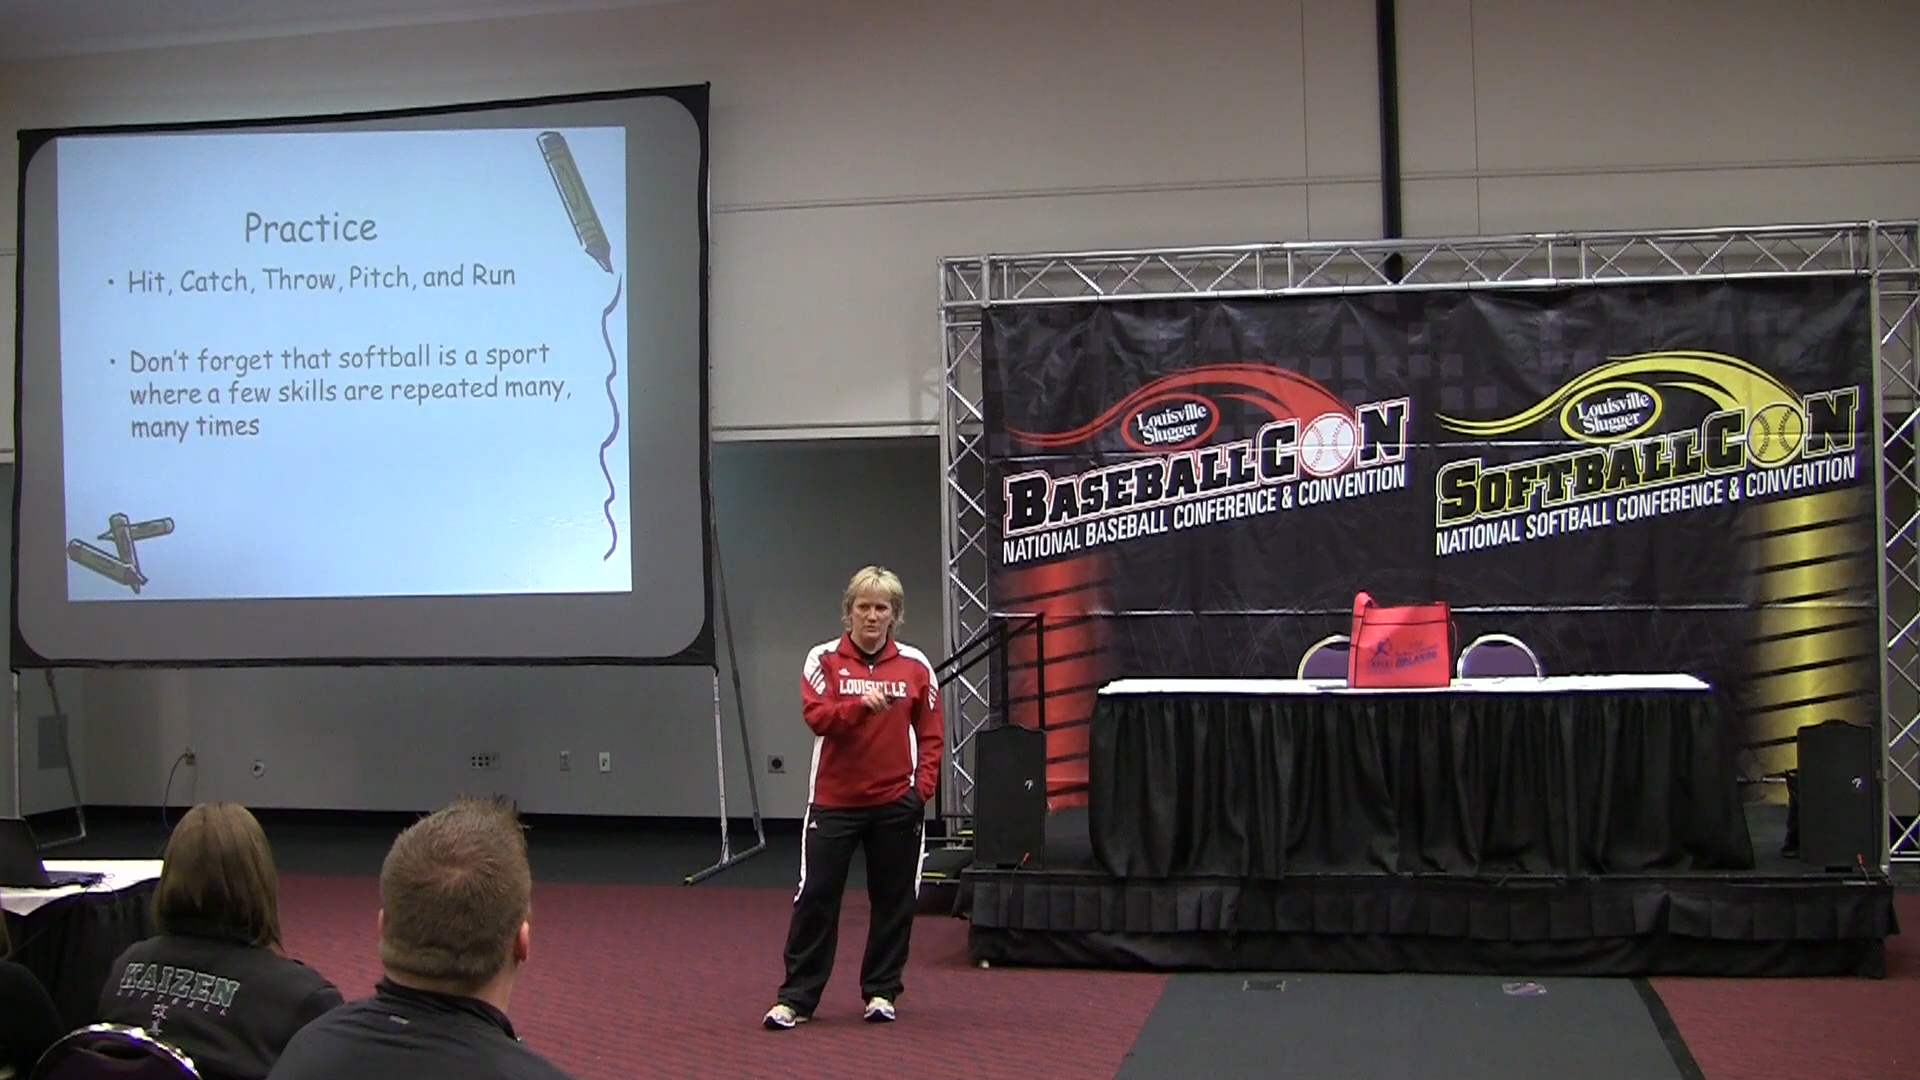 Practice
• Hit, Catch, Throw, Pitch, and Run
• Don't forget that softball is a sport
where a few skills are repeated many,
many times
Louisville
Slugger
BASEBALLCON
NATIONAL BASEBALL CONFERENCE & CONVENTION
Louisville
Slugger
SOFTBALLCON
NATIONAL SOFTBALL CONFERENCE & CONVENTION
LOUISVILLE
ORLANDO
KAIZEN